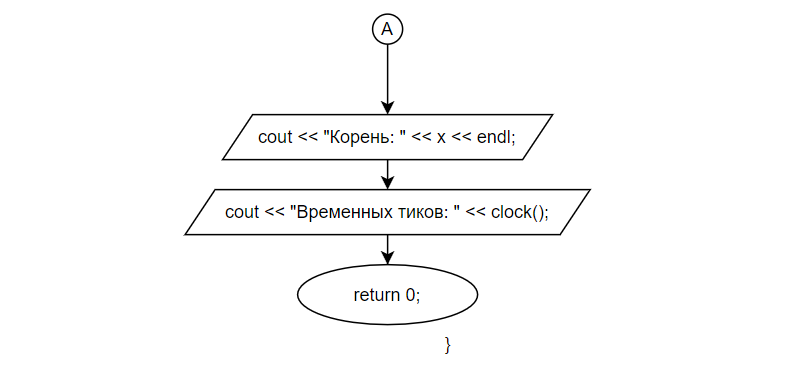 A
cout << "Корень: " << x << endl;
cout << "Временных тиков: " << clock();
return 0;
}